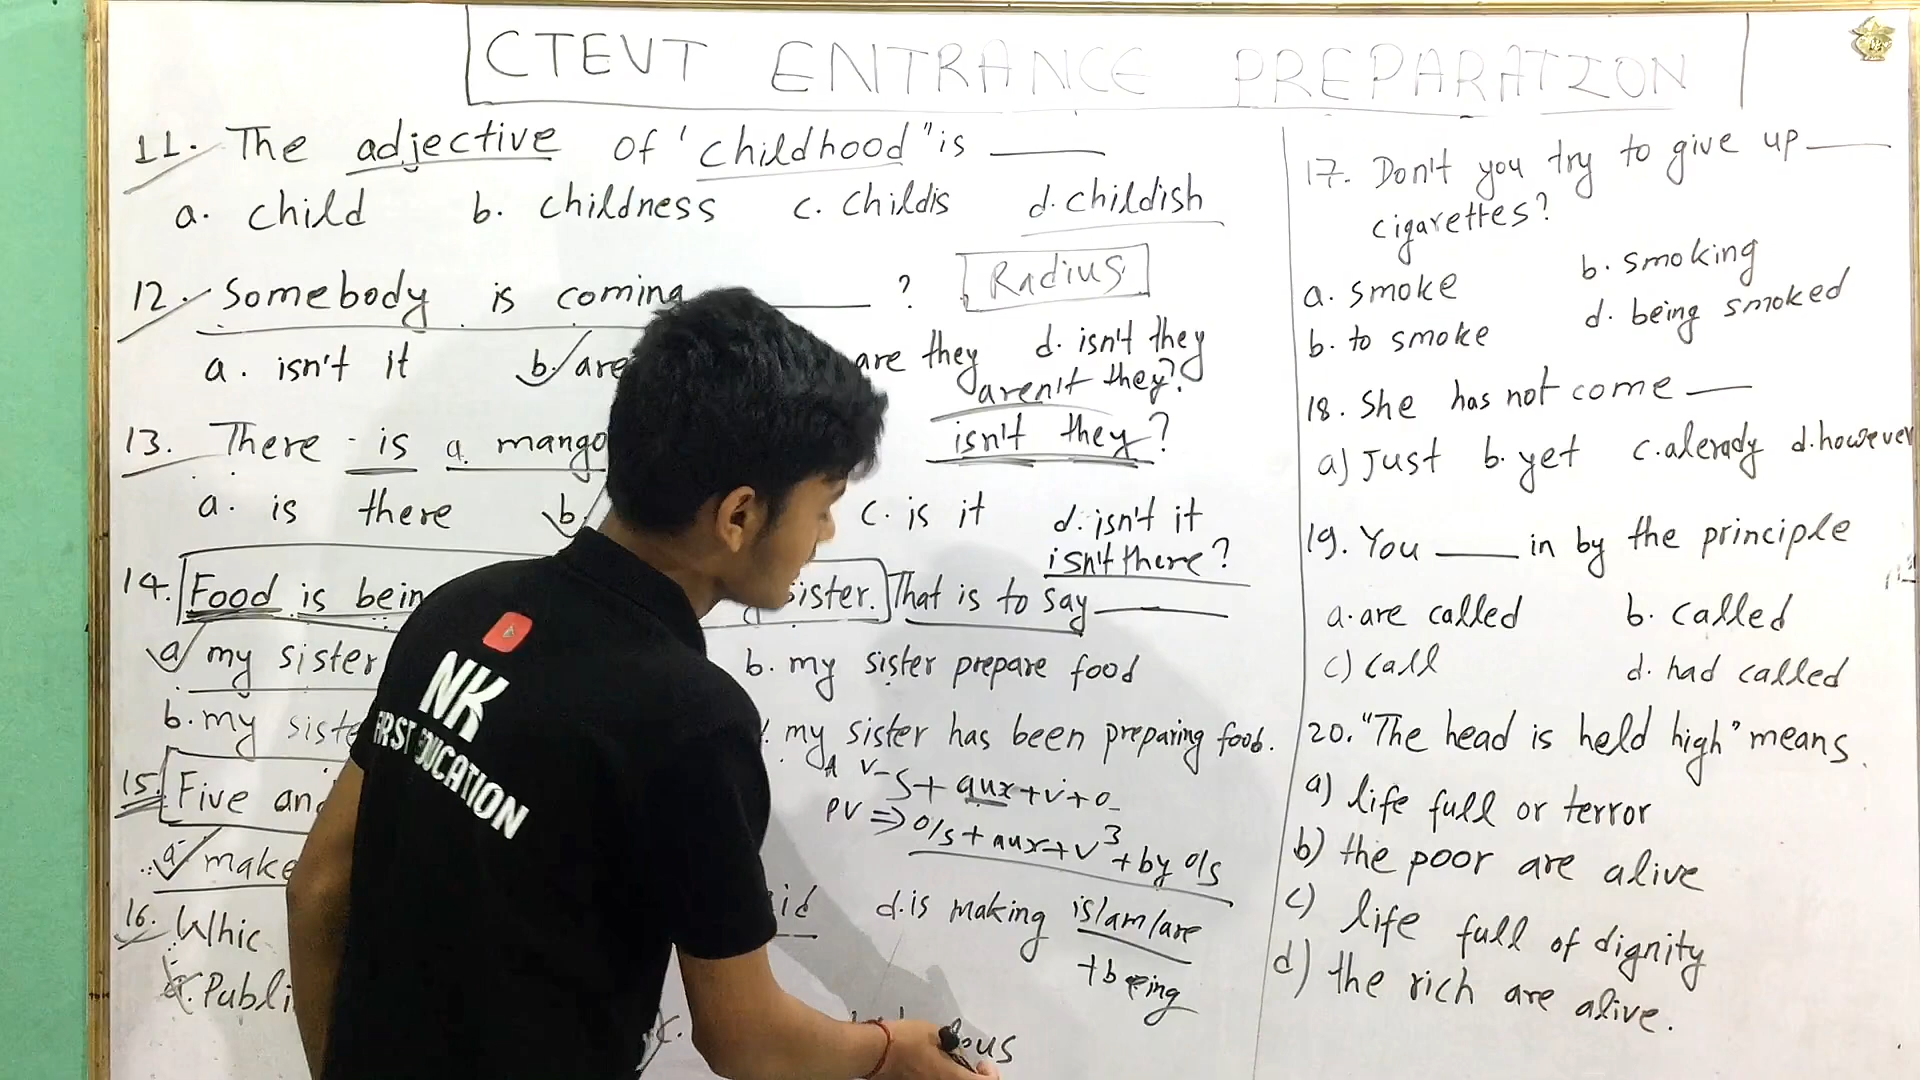 CTEVT ENTRANCE PREPARATION
11. The adjective of 'childhood" is ____
a. child b. childness c. childis d. childish
12. Somebody is coming ____ ?
Radius
a. isn't it b. are are they d. isn't they
aren't they?
isn't they?
13. There is a mango
a. is there b. c. is it d. isn't it
isn't there?
14. Food is being sister. That is to say ____
a my sister b. my sister prepare food
b. my my sister has been preparing foob.
A V- S + aux + v + o
PV => o/s + aux + v3 + by o/s
15. Five and
a make d. is making is/am/are
+ being
16.
17. Don't you try to give up ____
cigarettes?
a. smoke b. smoking
b. to smoke d. being smoked
18. She has not come ____
a) Just b. yet c. alerady d. however
19. You ____ in by the principle
a. are called b. called
c) call d. had called
20. "The head is held high" means
a) life full or terror
b) the poor are alive
c) life full of dignity
d) the rich are alive.
NK
FIRST EDUCATION